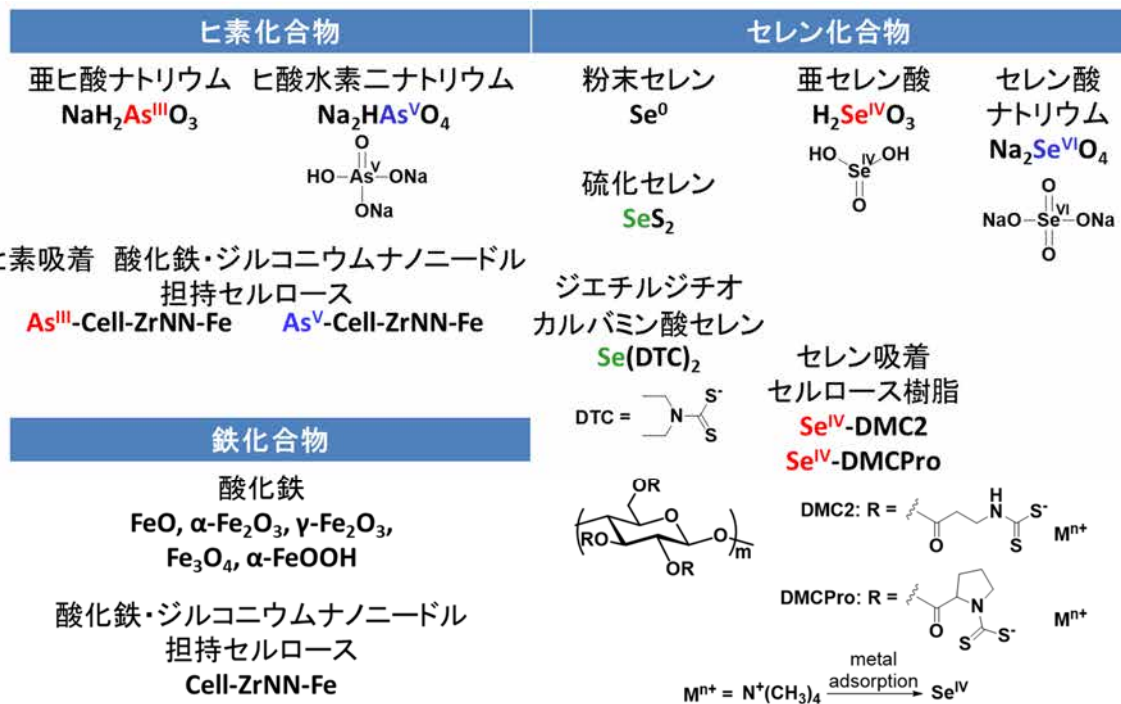 ヒ素化合物
亜ヒ酸ナトリウム
NaH₂AsᴵᴵᴵO₃
ヒ酸水素二ナトリウム
Na₂HAsⱽO₄
O
HO-As-ONa
V
ONa
ヒ素吸着 酸化鉄・ジルコニウムナノニードル
担持セルロース
Asᴵᴵᴵ-Cell-ZrNN-Fe
Asⱽ-Cell-ZrNN-Fe
鉄化合物
酸化鉄
FeO, α-Fe₂O₃, γ-Fe₂O₃,
Fe₃O₄, α-FeOOH
酸化鉄・ジルコニウムナノニードル
担持セルロース
Cell-ZrNN-Fe
セレン化合物
粉末セレン
Se⁰
硫化セレン
SeS₂
ジエチルジチオ
カルバミン酸セレン
Se(DTC)₂
DTC =
N
S⁻
S
亜セレン酸
H₂SeᴵⱽO₃
HO
IV
OH
Se
O
セレン酸
ナトリウム
Na₂Seⱽᴵ O₄
O
NaO-Se-ONa
VI
O
セレン吸着
セルロース樹脂
Seᴵⱽ-DMC2
Seᴵⱽ-DMCPro
OR
O
RO
O
OR
m
DMC2: R =
O
H
N
S⁻
S
Mⁿ⁺
DMCPro: R =
O
N
S
S⁻
Mⁿ⁺
Mⁿ⁺ = N⁺(CH₃)₄
metal
adsorption
Seᴵⱽ